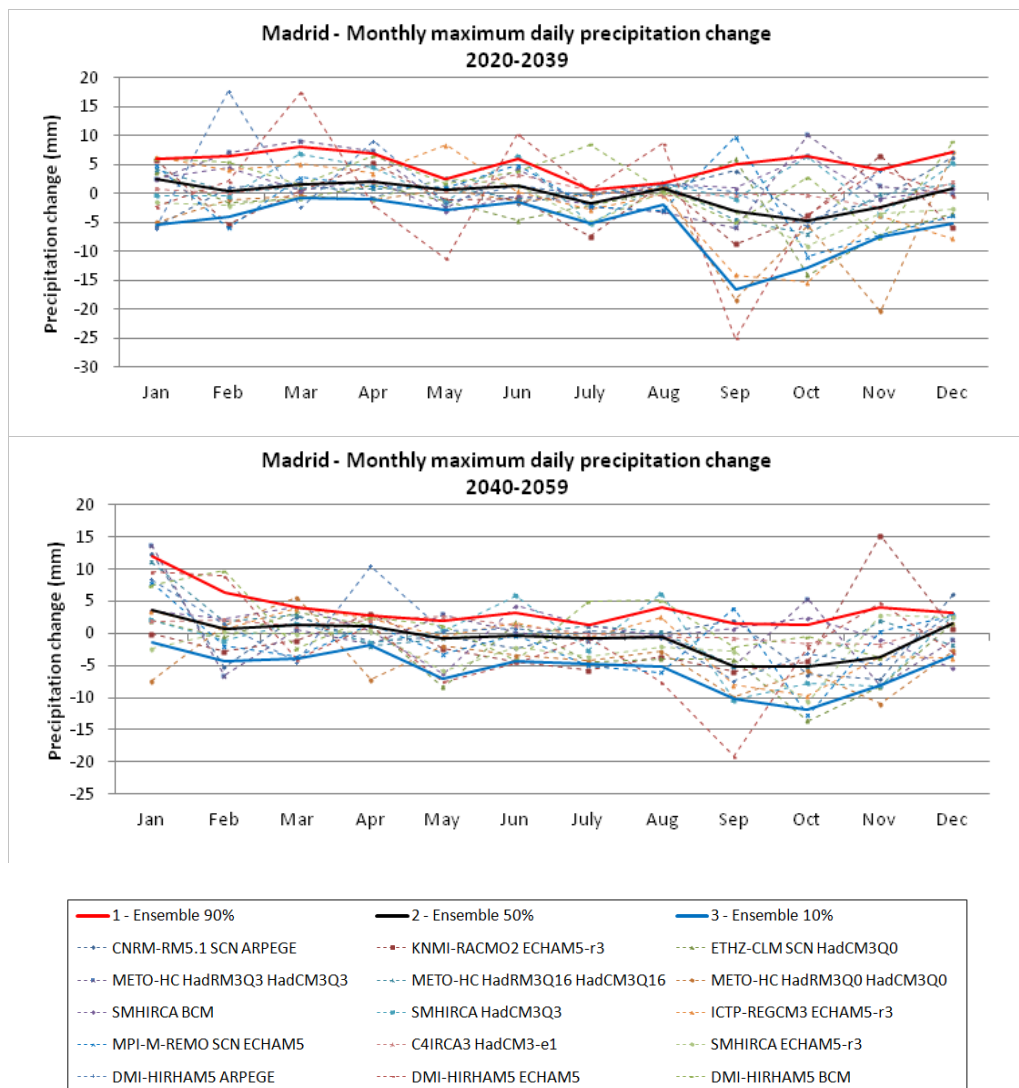 Madrid - Monthly maximum daily precipitation change
2020-2039
Precipitation change (mm)
20
15
10
5
0
-5
-10
-15
-20
-25
-30
Jan Feb Mar Apr May Jun July Aug Sep Oct Nov Dec
Madrid - Monthly maximum daily precipitation change
2040-2059
Precipitation change (mm)
20
15
10
5
0
-5
-10
-15
-20
-25
Jan Feb Mar Apr May Jun July Aug Sep Oct Nov Dec
1 - Ensemble 90% 2 - Ensemble 50% 3 - Ensemble 10%
CNRM-RM5.1 SCN ARPEGE KNMI-RACMO2 ECHAM5-r3 ETHZ-CLM SCN HadCM3Q0
METO-HC HadRM3Q3 HadCM3Q3 METO-HC HadRM3Q16 HadCM3Q16 METO-HC HadRM3Q0 HadCM3Q0
SMHIRCA BCM SMHIRCA HadCM3Q3 ICTP-REGCM3 ECHAM5-r3
MPI-M-REMO SCN ECHAM5 C4IRCA3 HadCM3-e1 SMHIRCA ECHAM5-r3
DMI-HIRHAM5 ARPEGE DMI-HIRHAM5 ECHAM5 DMI-HIRHAM5 BCM